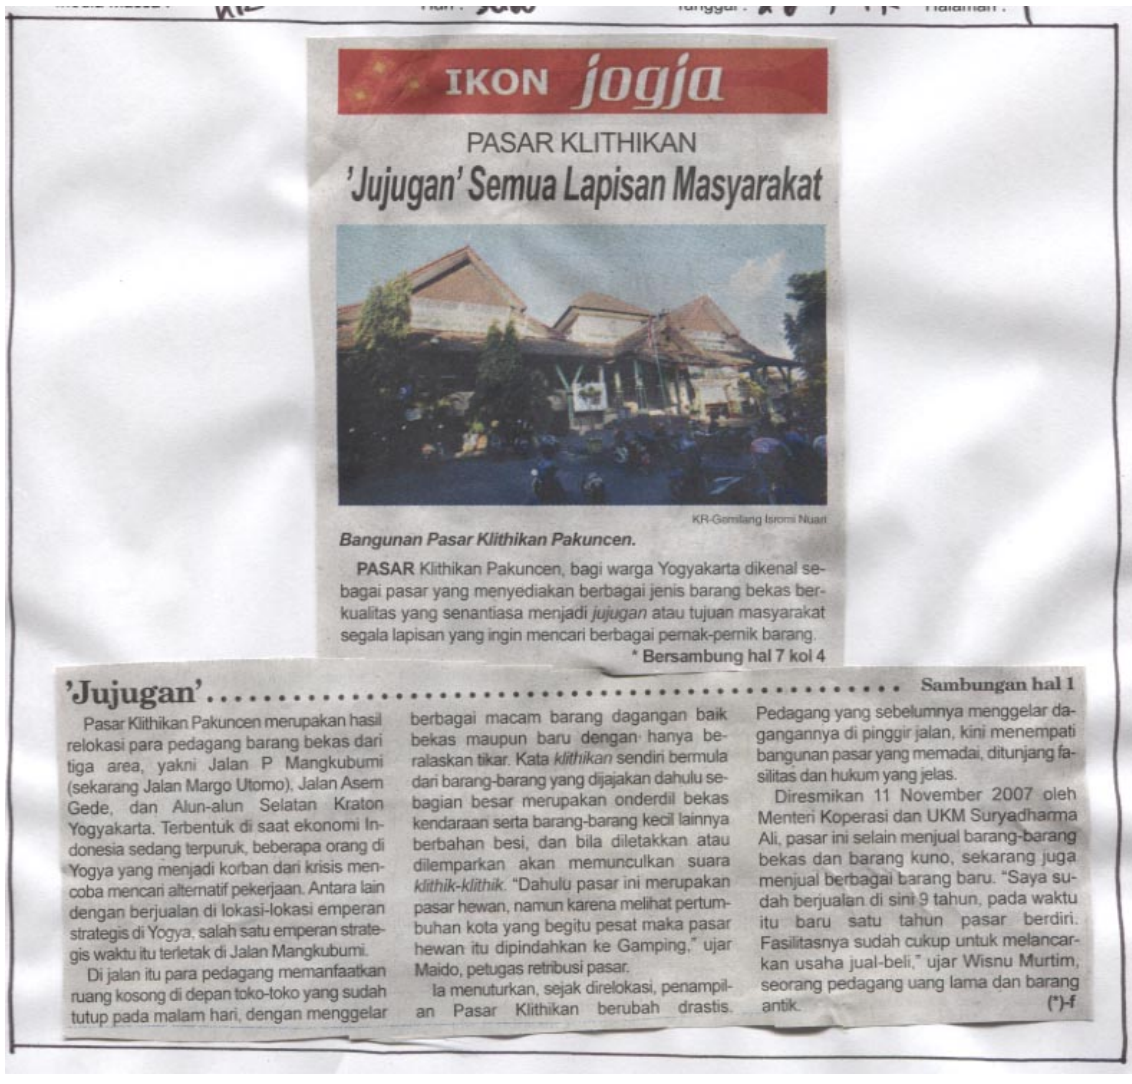 IKON jogja
PASAR KLITHIKAN
'Jujugan' Semua Lapisan Masyarakat
KR-Gemilang Isromi Nuari
Bangunan Pasar Klithikan Pakuncen.
PASAR Klithikan Pakuncen, bagi warga Yogyakarta dikenal se-
bagai pasar yang menyediakan berbagai jenis barang bekas ber-
kualitas yang senantiasa menjadi jujugan atau tujuan masyarakat
segala lapisan yang ingin mencari berbagai pernak-pernik barang.
* Bersambung hal 7 kol 4
'Jujugan' Sambungan hal 1
Pasar Klithikan Pakuncen merupakan hasil
relokasi para pedagang barang bekas dari
tiga area, yakni Jalan P Mangkubumi
(sekarang Jalan Margo Utomo), Jalan Asem
Gede, dan Alun-alun Selatan Kraton
Yogyakarta. Terbentuk di saat ekonomi In-
donesia sedang terpuruk, beberapa orang di
Yogya yang menjadi korban dari krisis men-
coba mencari alternatif pekerjaan. Antara lain
dengan berjualan di lokasi-lokasi emperan
strategis di Yogya, salah satu emperan strate-
gis waktu itu terletak di Jalan Mangkubumi.
Di jalan itu para pedagang memanfaatkan
ruang kosong di depan toko-toko yang sudah
tutup pada malam hari, dengan menggelar
berbagai macam barang dagangan baik
bekas maupun baru dengan hanya be-
ralaskan tikar. Kata klithikan sendiri bermula
dari barang-barang yang dijajakan dahulu se-
bagian besar merupakan onderdil bekas
kendaraan serta barang-barang kecil lainnya
berbahan besi, dan bila diletakkan atau
dilemparkan akan memunculkan suara
klithik-klithik. "Dahulu pasar ini merupakan
pasar hewan, namun karena melihat pertum-
buhan kota yang begitu pesat maka pasar
hewan itu dipindahkan ke Gamping," ujar
Maido, petugas retribusi pasar.
Ia menuturkan, sejak direlokasi, penampil-
an Pasar Klithikan berubah drastis.
Pedagang yang sebelumnya menggelar da-
gangannya di pinggir jalan, kini menempati
bangunan pasar yang memadai, ditunjang fa-
silitas dan hukum yang jelas.
Diresmikan 11 November 2007 oleh
Menteri Koperasi dan UKM Suryadharma
Ali, pasar ini selain menjual barang-barang
bekas dan barang kuno, sekarang juga
menjual berbagai barang baru. "Saya su-
dah berjualan di sini 9 tahun, pada waktu
itu baru satu tahun pasar berdiri.
Fasilitasnya sudah cukup untuk melancar-
kan usaha jual-beli," ujar Wisnu Murtim,
seorang pedagang uang lama dan barang
antik. (*)-f